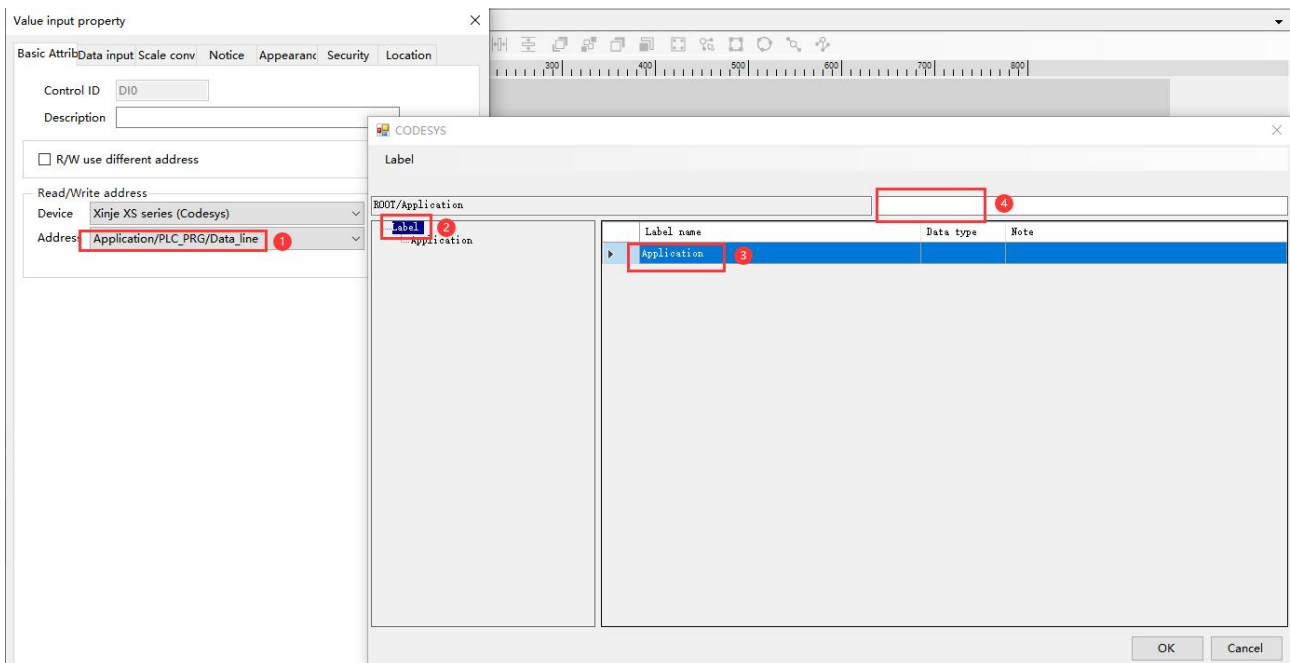 Value input property
Basic Attrib Data input Scale conv Notice Appearanc Security Location
Control ID DI0
Description
R/W use different address
Read/Write address
Device Xinje XS series (Codesys)
Address Application/PLC_PRG/Data_line 1
300 400 500 600 700 800
CODESYS
Label
ROOT/Application 4
Label 2
Application
Label name Data type Note
Application 3
OK Cancel